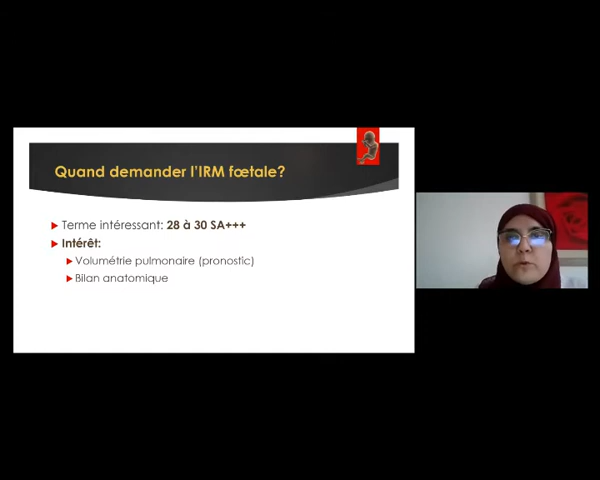 Quand demander l'IRM fœtale?
Terme intéressant: 28 à 30 SA+++
Intérêt:
Volumétrie pulmonaire (pronostic)
Bilan anatomique